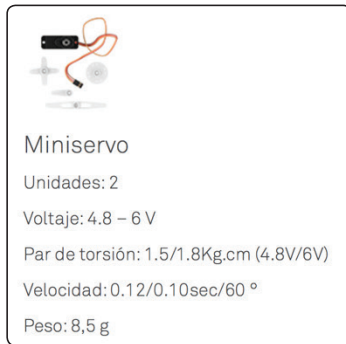 Miniservo
Unidades: 2
Voltaje: 4.8 – 6 V
Par de torsión: 1.5/1.8Kg.cm (4.8V/6V)
Velocidad: 0.12/0.10sec/60 °
Peso: 8,5 g